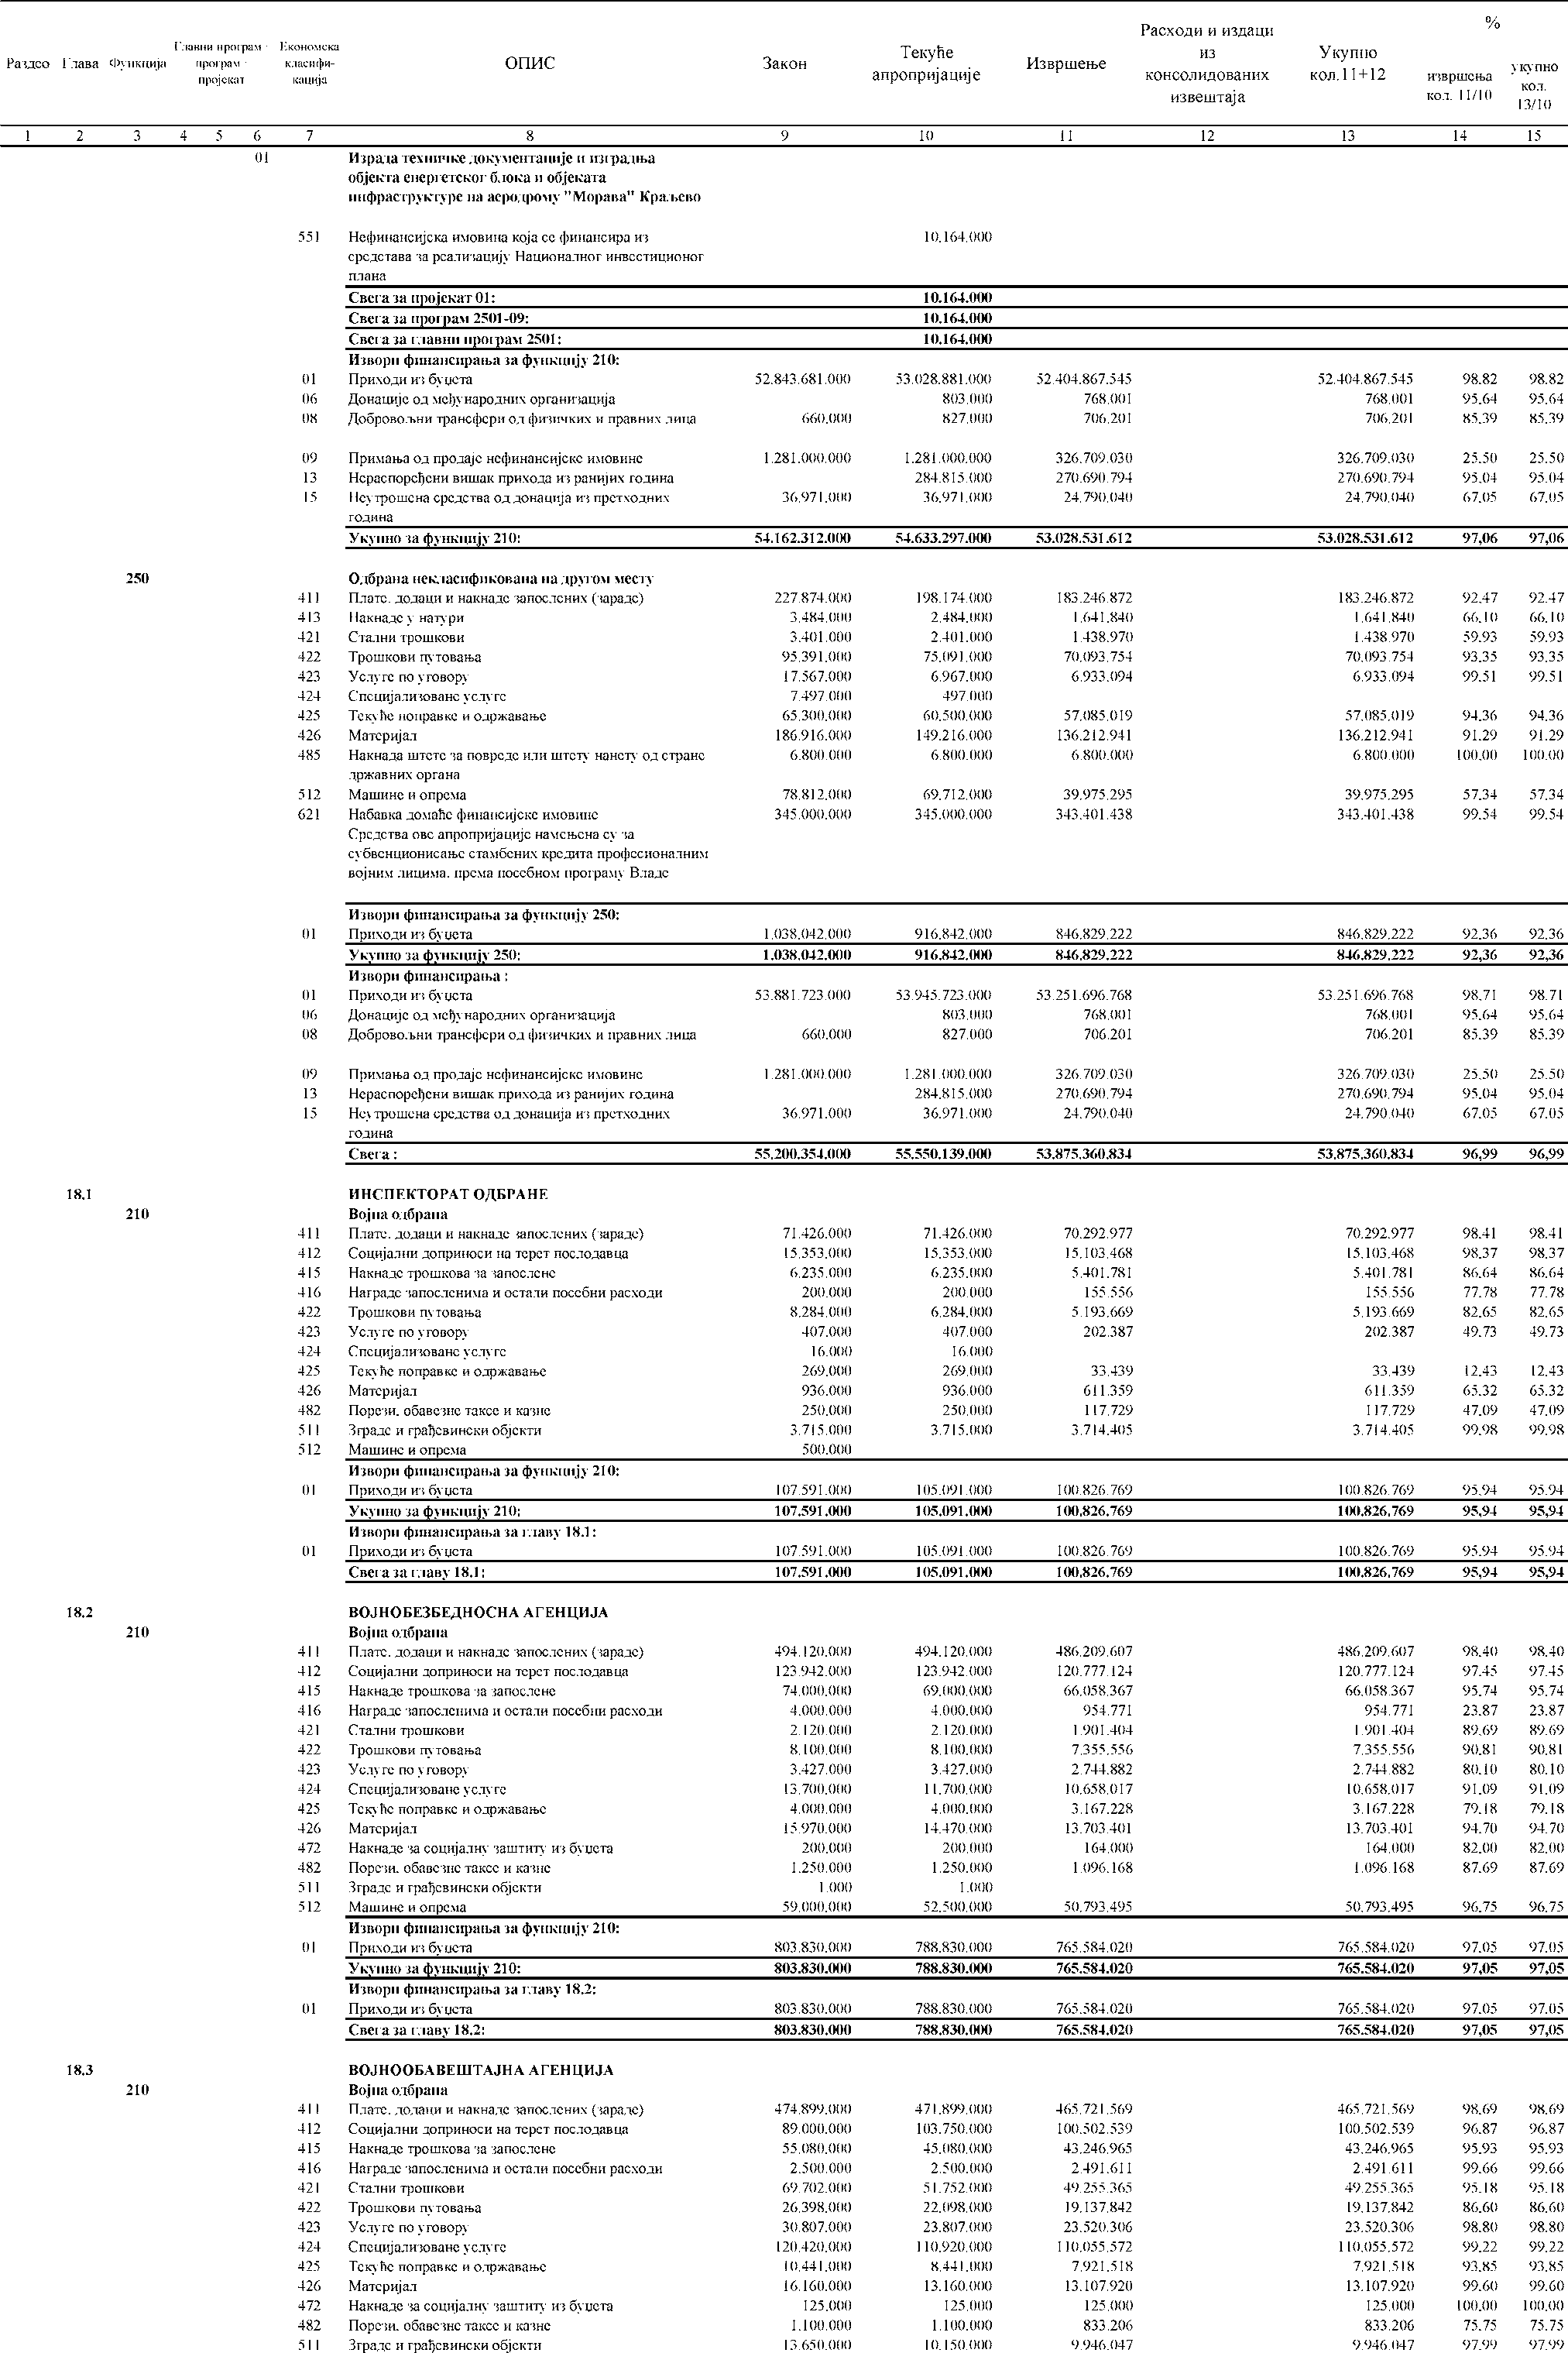 Раздео Глава Функција Главни програм - програм - пројекат Економска класифи-кација ОПИС Закон Текуће апропријације Извршење Расходи и издаци из консолидованих извештаја Укупно кол.11+12 % извршења кол. 11/10 укупно кол. 13/10
1 2 3 4 5 6 7 8 9 10 11 12 13 14 15
01 Израда техничке документације и изградња
објекта енергетског блока и објеката
инфраструктуре на аеродрому "Морава" Краљево
551 Нефинансијска имовина која се финансира из 10.164.000
средстава за реализацију Националног инвестиционог
плана
Свега за пројекат 01: 10.164.000
Свега за програм 2501-09: 10.164.000
Свега за главни програм 2501: 10.164.000
Извори финансирања за функцију 210:
01 Приходи из буџета 52.843.681.000 53.028.881.000 52.404.867.545 52.404.867.545 98,82 98,82
06 Донације од међународних организација 803.000 768.001 768.001 95,64 95,64
08 Добровољни трансфери од физичких и правних лица 660.000 827.000 706.201 706.201 85,39 85,39
09 Примања од продаје нефинансијске имовине 1.281.000.000 1.281.000.000 326.709.030 326.709.030 25,50 25,50
13 Нераспоређени вишак прихода из ранијих година 284.815.000 270.690.794 270.690.794 95,04 95,04
15 Неутрошена средства од донација из претходних 36.971.000 36.971.000 24.790.040 24.790.040 67,05 67,05
година
Укупно за функцију 210: 54.162.312.000 54.633.297.000 53.028.531.612 53.028.531.612 97,06 97,06
250 Одбрана некласификована на другом месту
411 Плате, додаци и накнаде запослених (зараде) 227.874.000 198.174.000 183.246.872 183.246.872 92,47 92,47
413 Накнаде у натури 3.484.000 2.484.000 1.641.840 1.641.840 66,10 66,10
421 Стални трошкови 3.401.000 2.401.000 1.438.970 1.438.970 59,93 59,93
422 Трошкови путовања 95.391.000 75.091.000 70.093.754 70.093.754 93,35 93,35
423 Услуге по уговору 17.567.000 6.967.000 6.933.094 6.933.094 99,51 99,51
424 Специјализоване услуге 7.497.000 497.000
425 Текуће поправке и одржавање 65.300.000 60.500.000 57.085.019 57.085.019 94,36 94,36
426 Материјал 186.916.000 149.216.000 136.212.941 136.212.941 91,29 91,29
485 Накнада штете за повреде или штету нанету од стране 6.800.000 6.800.000 6.800.000 6.800.000 100,00 100,00
државних органа
512 Машине и опрема 78.812.000 69.712.000 39.975.295 39.975.295 57,34 57,34
621 Набавка домаће финансијске имовине 345.000.000 345.000.000 343.401.438 343.401.438 99,54 99,54
Средства ове апропријације намењена су за
субвенционисање стамбених кредита професионалним
војним лицима, према посебном програму Владе
Извори финансирања за функцију 250:
01 Приходи из буџета 1.038.042.000 916.842.000 846.829.222 846.829.222 92,36 92,36
Укупно за функцију 250: 1.038.042.000 916.842.000 846.829.222 846.829.222 92,36 92,36
Извори финансирања :
01 Приходи из буџета 53.881.723.000 53.945.723.000 53.251.696.768 53.251.696.768 98,71 98,71
06 Донације од међународних организација 803.000 768.001 768.001 95,64 95,64
08 Добровољни трансфери од физичких и правних лица 660.000 827.000 706.201 706.201 85,39 85,39
09 Примања од продаје нефинансијске имовине 1.281.000.000 1.281.000.000 326.709.030 326.709.030 25,50 25,50
13 Нераспоређени вишак прихода из ранијих година 284.815.000 270.690.794 270.690.794 95,04 95,04
15 Неутрошена средства од донација из претходних 36.971.000 36.971.000 24.790.040 24.790.040 67,05 67,05
година
Свега : 55.200.354.000 55.550.139.000 53.875.360.834 53.875.360.834 96,99 96,99
18.1 ИНСПЕКТОРАТ ОДБРАНЕ
210 Војна одбрана
411 Плате, додаци и накнаде запослених (зараде) 71.426.000 71.426.000 70.292.977 70.292.977 98,41 98,41
412 Социјални доприноси на терет послодавца 15.353.000 15.353.000 15.103.468 15.103.468 98,37 98,37
415 Накнаде трошкова за запослене 6.235.000 6.235.000 5.401.781 5.401.781 86,64 86,64
416 Награде запосленима и остали посебни расходи 200.000 200.000 155.556 155.556 77,78 77,78
422 Трошкови путовања 8.284.000 6.284.000 5.193.669 5.193.669 82,65 82,65
423 Услуге по уговору 407.000 407.000 202.387 202.387 49,73 49,73
424 Специјализоване услуге 16.000 16.000
425 Текуће поправке и одржавање 269.000 269.000 33.439 33.439 12,43 12,43
426 Материјал 936.000 936.000 611.359 611.359 65,32 65,32
482 Порези, обавезне таксе и казне 250.000 250.000 117.729 117.729 47,09 47,09
511 Зграде и грађевински објекти 3.715.000 3.715.000 3.714.405 3.714.405 99,98 99,98
512 Машине и опрема 500.000
Извори финансирања за функцију 210:
01 Приходи из буџета 107.591.000 105.091.000 100.826.769 100.826.769 95,94 95,94
Укупно за функцију 210: 107.591.000 105.091.000 100.826.769 100.826.769 95,94 95,94
Извори финансирања за главу 18.1:
01 Приходи из буџета 107.591.000 105.091.000 100.826.769 100.826.769 95,94 95,94
Свега за главу 18.1: 107.591.000 105.091.000 100.826.769 100.826.769 95,94 95,94
18.2 ВОЈНОБЕЗБЕДНОСНА АГЕНЦИЈА
210 Војна одбрана
411 Плате, додаци и накнаде запослених (зараде) 494.120.000 494.120.000 486.209.607 486.209.607 98,40 98,40
412 Социјални доприноси на терет послодавца 123.942.000 123.942.000 120.777.124 120.777.124 97,45 97,45
415 Накнаде трошкова за запослене 74.000.000 69.000.000 66.058.367 66.058.367 95,74 95,74
416 Награде запосленима и остали посебни расходи 4.000.000 4.000.000 954.771 954.771 23,87 23,87
421 Стални трошкови 2.120.000 2.120.000 1.901.404 1.901.404 89,69 89,69
422 Трошкови путовања 8.100.000 8.100.000 7.355.556 7.355.556 90,81 90,81
423 Услуге по уговору 3.427.000 3.427.000 2.744.882 2.744.882 80,10 80,10
424 Специјализоване услуге 13.700.000 11.700.000 10.658.017 10.658.017 91,09 91,09
425 Текуће поправке и одржавање 4.000.000 4.000.000 3.167.228 3.167.228 79,18 79,18
426 Материјал 15.970.000 14.470.000 13.703.401 13.703.401 94,70 94,70
472 Накнаде за социјалну заштиту из буџета 200.000 200.000 164.000 164.000 82,00 82,00
482 Порези, обавезне таксе и казне 1.250.000 1.250.000 1.096.168 1.096.168 87,69 87,69
511 Зграде и грађевински објекти 1.000 1.000
512 Машине и опрема 59.000.000 52.500.000 50.793.495 50.793.495 96,75 96,75
Извори финансирања за функцију 210:
01 Приходи из буџета 803.830.000 788.830.000 765.584.020 765.584.020 97,05 97,05
Укупно за функцију 210: 803.830.000 788.830.000 765.584.020 765.584.020 97,05 97,05
Извори финансирања за главу 18.2:
01 Приходи из буџета 803.830.000 788.830.000 765.584.020 765.584.020 97,05 97,05
Свега за главу 18.2: 803.830.000 788.830.000 765.584.020 765.584.020 97,05 97,05
18.3 ВОЈНООБАВЕШТАЈНА АГЕНЦИЈА
210 Војна одбрана
411 Плате, додаци и накнаде запослених (зараде) 474.899.000 471.899.000 465.721.569 465.721.569 98,69 98,69
412 Социјални доприноси на терет послодавца 89.000.000 103.750.000 100.502.539 100.502.539 96,87 96,87
415 Накнаде трошкова за запослене 55.080.000 45.080.000 43.246.965 43.246.965 95,93 95,93
416 Награде запосленима и остали посебни расходи 2.500.000 2.500.000 2.491.611 2.491.611 99,66 99,66
421 Стални трошкови 69.702.000 51.752.000 49.255.365 49.255.365 95,18 95,18
422 Трошкови путовања 26.398.000 22.098.000 19.137.842 19.137.842 86,60 86,60
423 Услуге по уговору 30.807.000 23.807.000 23.520.306 23.520.306 98,80 98,80
424 Специјализоване услуге 120.420.000 110.920.000 110.055.572 110.055.572 99,22 99,22
425 Текуће поправке и одржавање 10.441.000 8.441.000 7.921.518 7.921.518 93,85 93,85
426 Материјал 16.160.000 13.160.000 13.107.920 13.107.920 99,60 99,60
472 Накнаде за социјалну заштиту из буџета 125.000 125.000 125.000 125.000 100,00 100,00
482 Порези, обавезне таксе и казне 1.100.000 1.100.000 833.206 833.206 75,75 75,75
511 Зграде и грађевински објекти 13.650.000 10.150.000 9.946.047 9.946.047 97,99 97,99